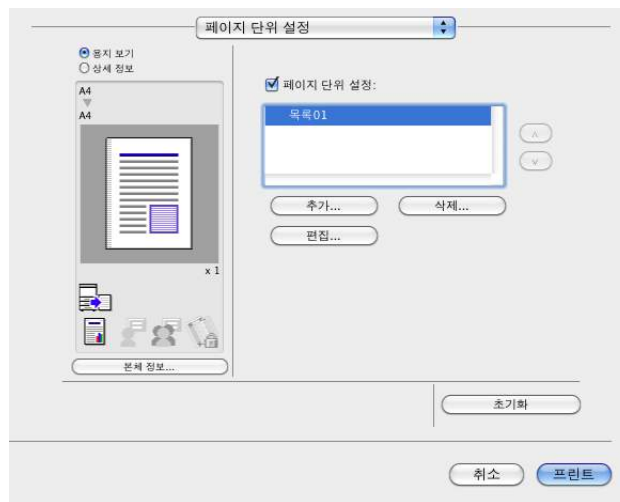 페이지 단위 설정
용지 보기
상세 정보
A4
A4
x 1
본체 정보...
페이지 단위 설정:
목록01
추가...
삭제...
편집...
초기화
취소
프린트